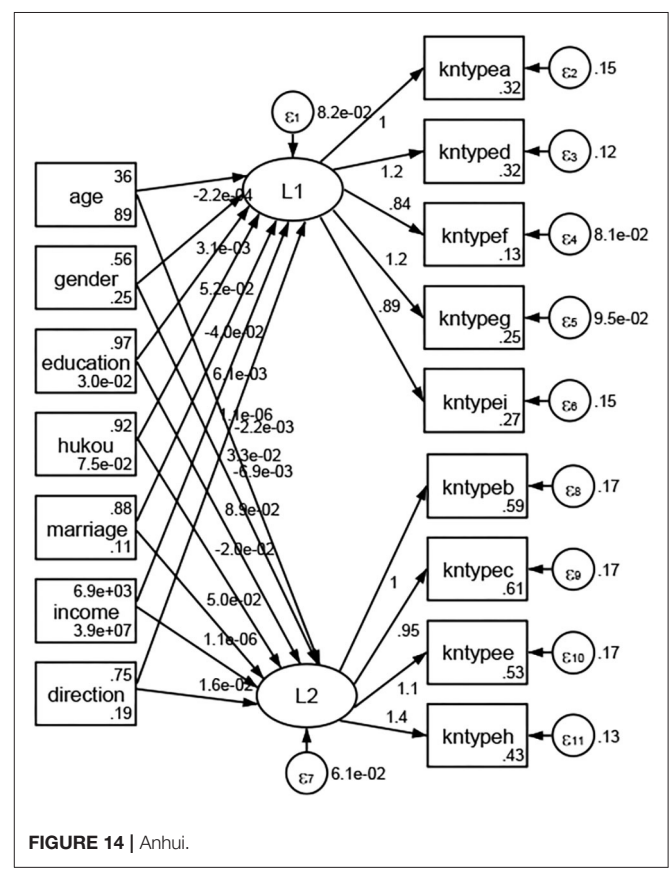 kntypea
.32
ε2
.15
ε1
8.2e-02
1
kntyped
.32
ε3
.12
1.2
36
age
89
L1
-2.2e-04
.84
kntypef
.13
ε4
8.1e-02
.56
gender
.25
3.1e-03
1.2
5.2e-02
.89
kntypeg
.25
ε5
9.5e-02
.97
education
3.0e-02
-4.0e-02
6.1e-03
kntypei
.27
ε6
.15
.92
hukou
7.5e-02
1.1e-06
-2.2e-03
3.3e-02
-6.9e-03
kntypeb
.59
ε8
.17
.88
marriage
.11
8.9e-02
-2.0e-02
1
kntypec
.61
ε9
.17
6.9e+03
income
3.9e+07
5.0e-02
.95
1.1e-06
kntypee
.53
ε10
.17
.75
direction
.19
1.6e-02
L2
1.1
1.4
kntypeh
.43
ε11
.13
ε7
6.1e-02
FIGURE 14 | Anhui.